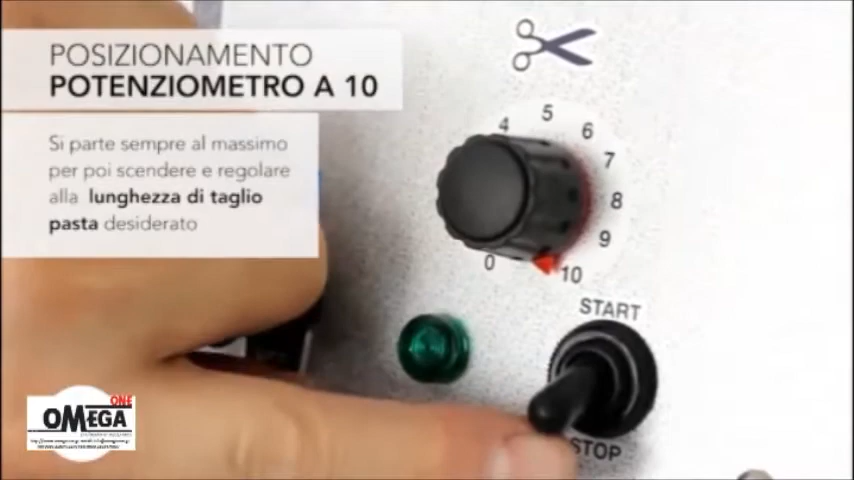 POSIZIONAMENTO
POTENZIOMETRO A 10
Si parte sempre al massimo
per poi scendere e regolare
alla lunghezza di taglio
pasta desiderato
4
5
6
7
8
9
10
0
START
STOP
ONE
OMEGA